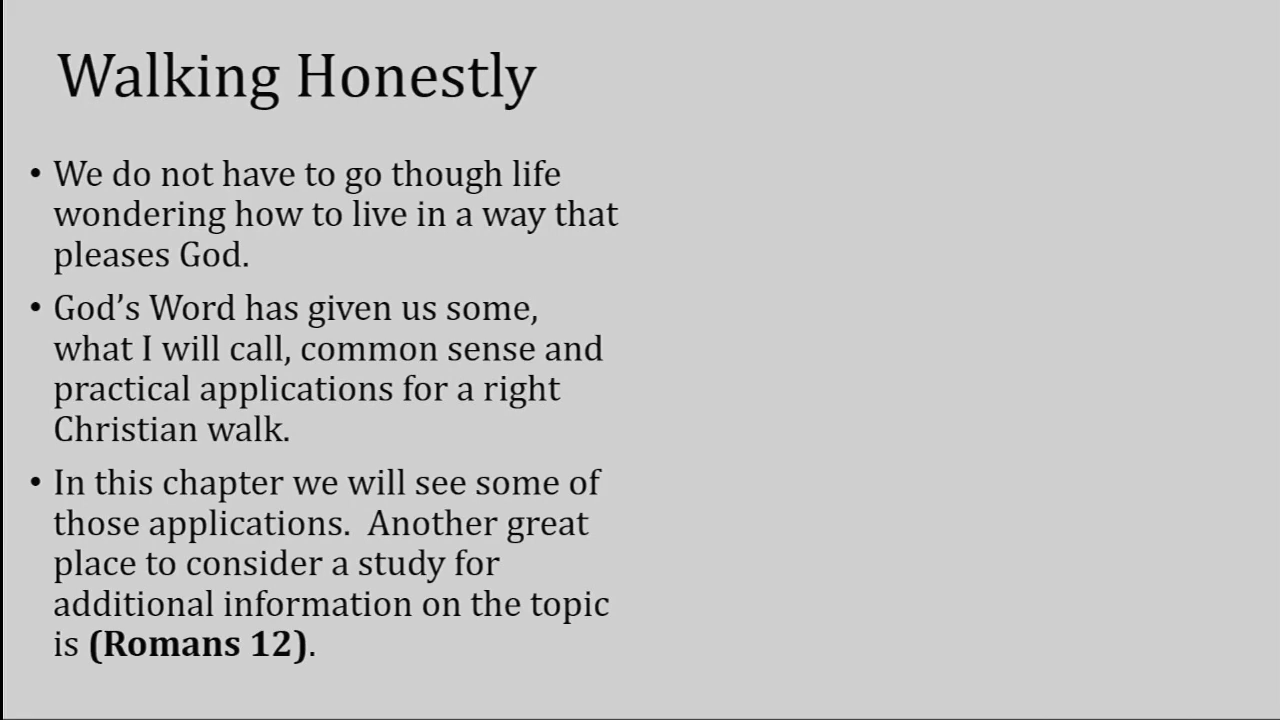 Walking Honestly
• We do not have to go though life
wondering how to live in a way that
pleases God.
• God’s Word has given us some,
what I will call, common sense and
practical applications for a right
Christian walk.
• In this chapter we will see some of
those applications.  Another great
place to consider a study for
additional information on the topic
is (Romans 12).